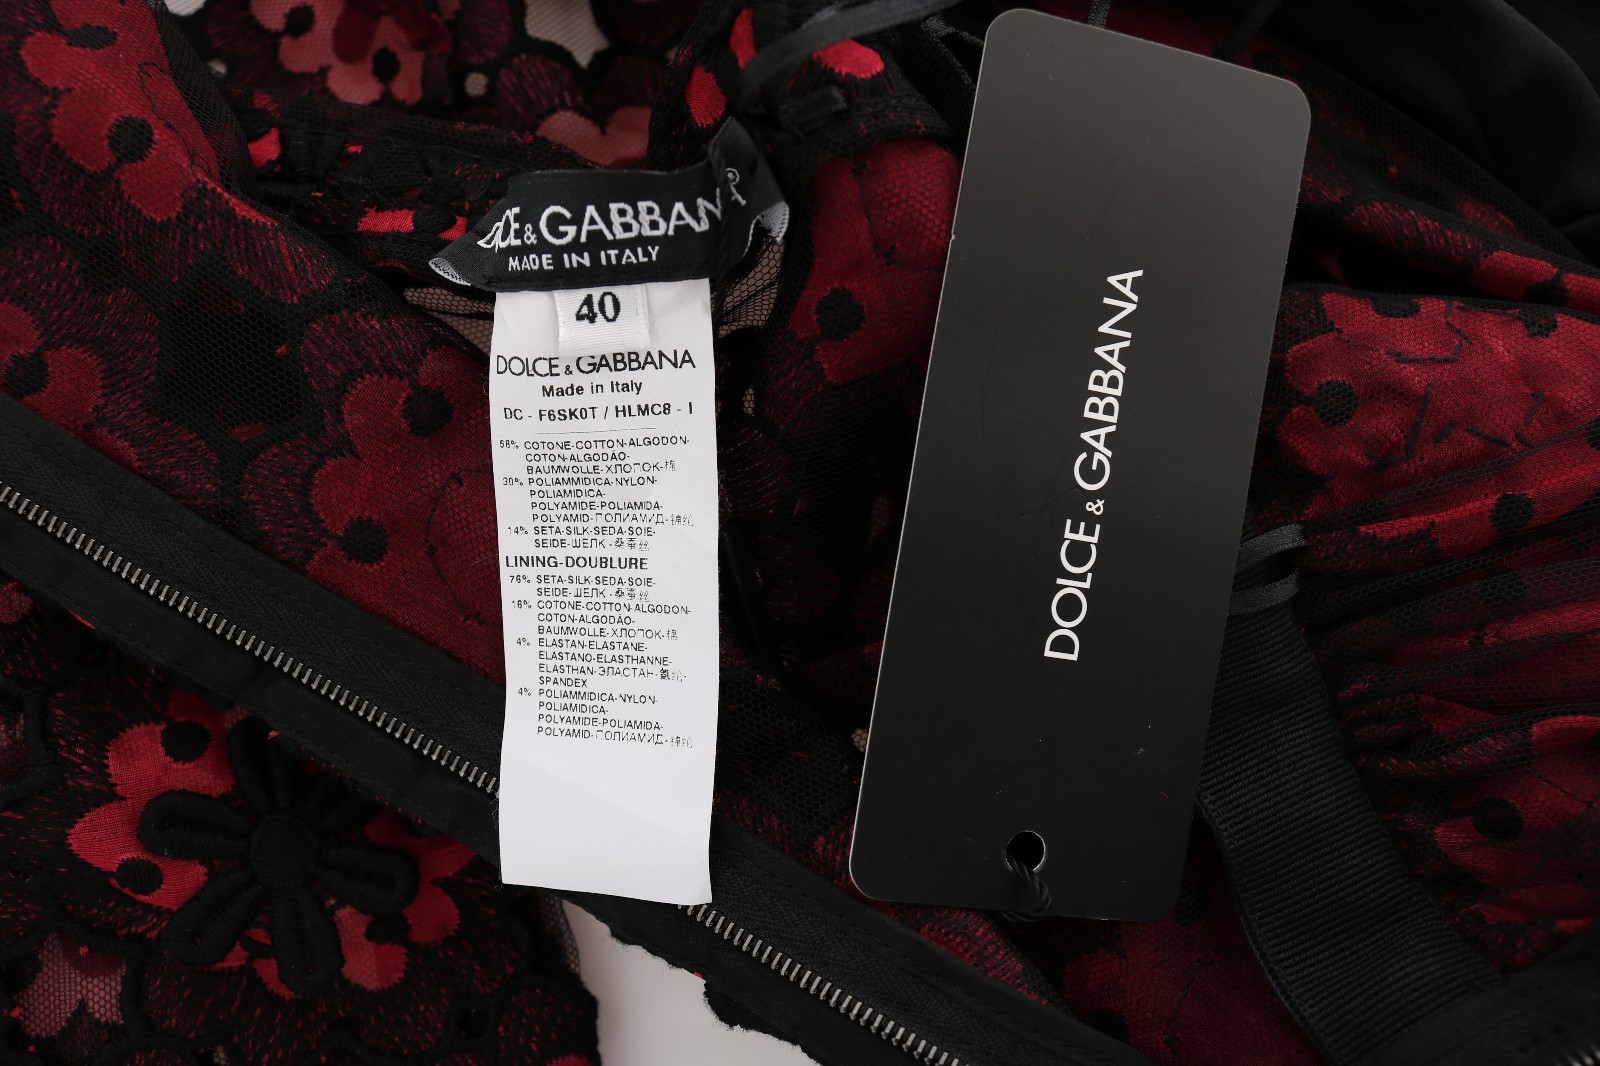 DOLCE & GABBANA
MADE IN ITALY
40
DOLCE & GABBANA
Made in Italy
DC - F6SK0T / HLMC8 - I
56% COTONE-COTTON-ALGODON-
COTON-ALGODÃO-
BAUMWOLLE-ХЛОПОК-棉
30% POLIAMMIDICA-NYLON-
POLIAMIDICA-
POLYAMIDE-POLIAMIDA-
POLYAMID-ПОЛИАМИД-锦纶
14% SETA-SILK-SEDA-SOIE-
SEIDE-ШЕЛК-桑蚕丝
LINING-DOUBLURE
76% SETA-SILK-SEDA-SOIE-
SEIDE-ШЕЛК-桑蚕丝
16% COTONE-COTTON-ALGODON-
COTON-ALGODÃO-
BAUMWOLLE-ХЛОПОК-棉
4% ELASTAN-ELASTANE-
ELASTANO-ELASTHANNE-
ELASTHAN-ЭЛАСТАН-氨纶-
SPANDEX
4% POLIAMMIDICA-NYLON-
POLIAMIDICA-
POLYAMIDE-POLIAMIDA-
POLYAMID-ПОЛИАМИД-锦纶
DOLCE & GABBANA